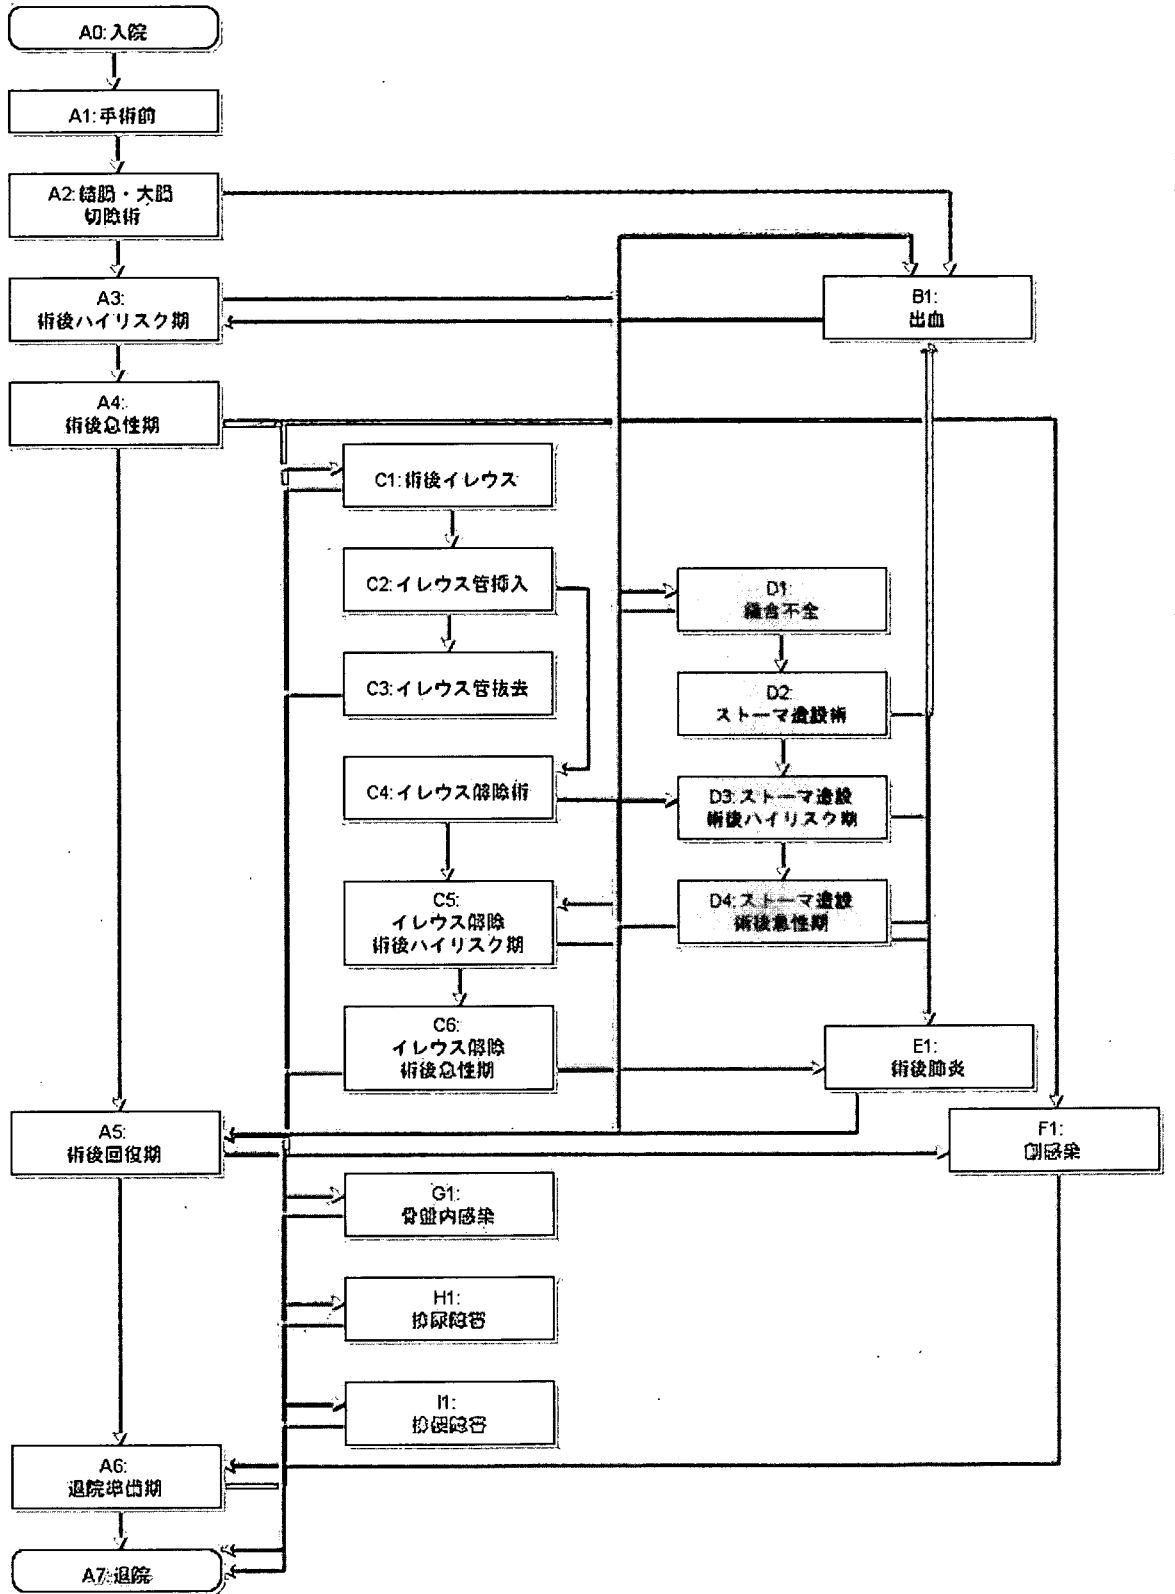 A0:入院
A1:手術前
A2:結腸・大腸
切除術
A3:
術後ハイリスク期
B1:
出血
A4:
術後急性期
C1:術後イレウス
C2:イレウス管挿入
D1:
縫合不全
C3:イレウス管抜去
D2:
ストーマ造設術
C4:イレウス解除術
D3:ストーマ造設
術後ハイリスク期
C5:
イレウス解除
術後ハイリスク期
D4:ストーマ造設
術後急性期
C6:
イレウス解除
術後急性期
E1:
術後肺炎
A5:
術後回復期
F1:
創感染
G1:
骨盤内感染
H1:
排尿障害
I1:
排便障害
A6:
退院準備期
A7:退院